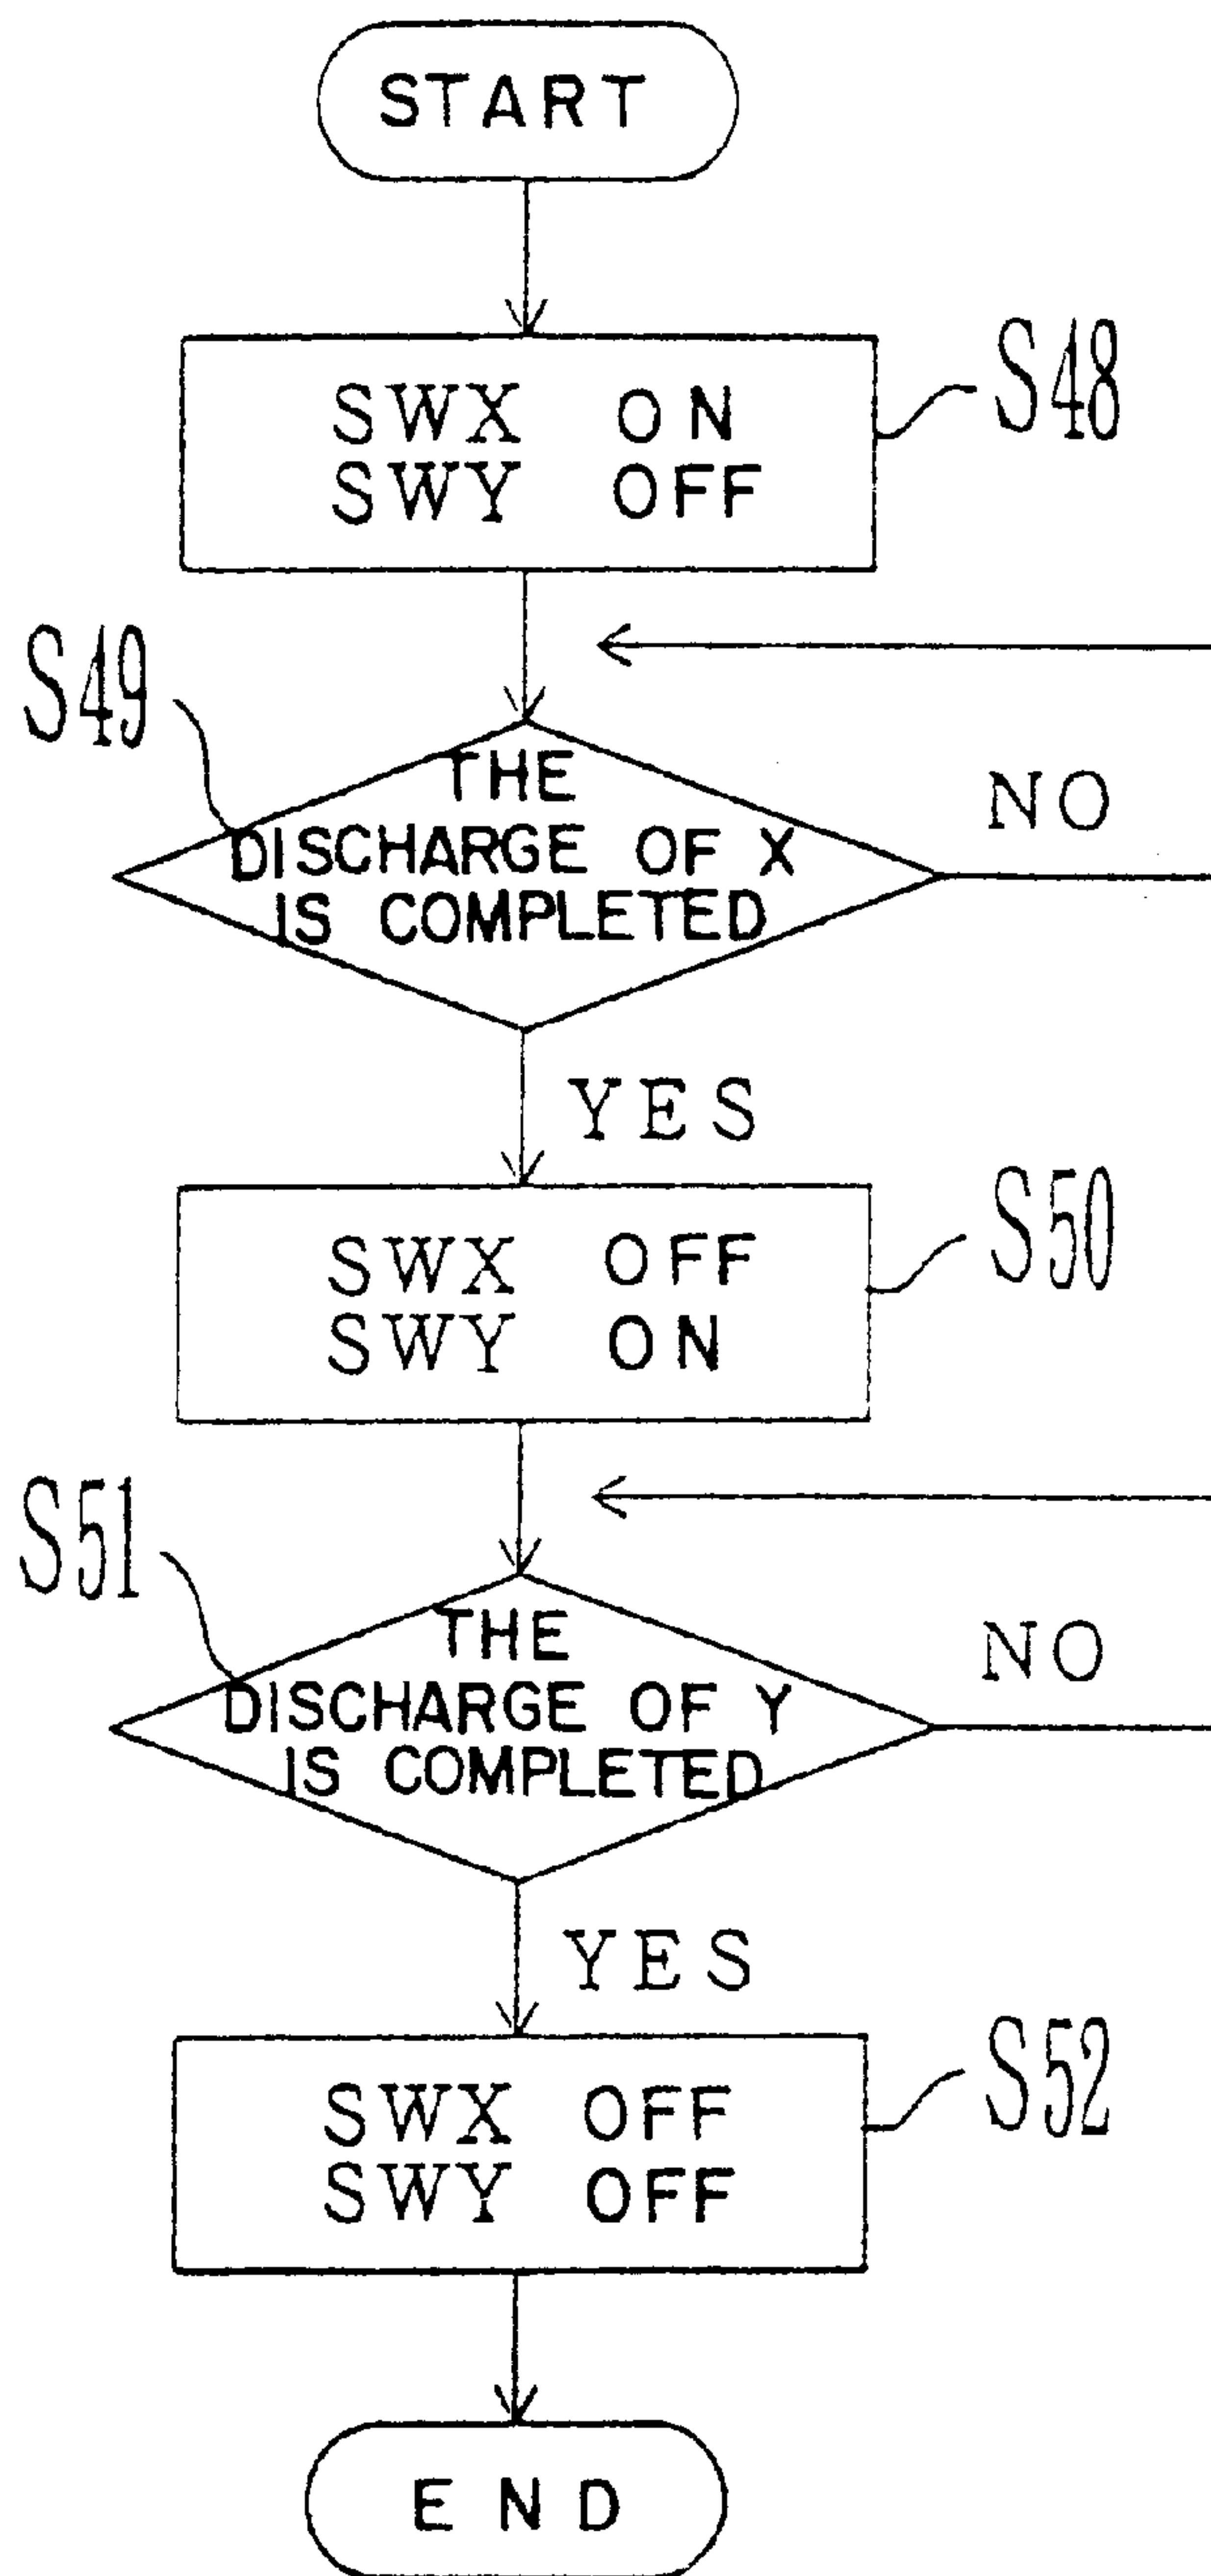 START
SWX ON
SWY OFF
S48
S49
THE
DISCHARGE OF X
IS COMPLETED
NO
YES
SWX OFF
SWY ON
S50
S51
THE
DISCHARGE OF Y
IS COMPLETED
NO
YES
SWX OFF
SWY OFF
S52
END